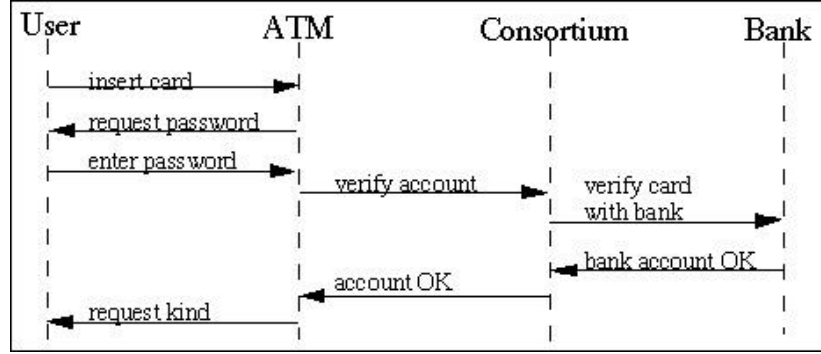 User
ATM
Consortium
Bank
insert card
request password
enter password
verify account
verify card
with bank
bank account OK
account OK
request kind